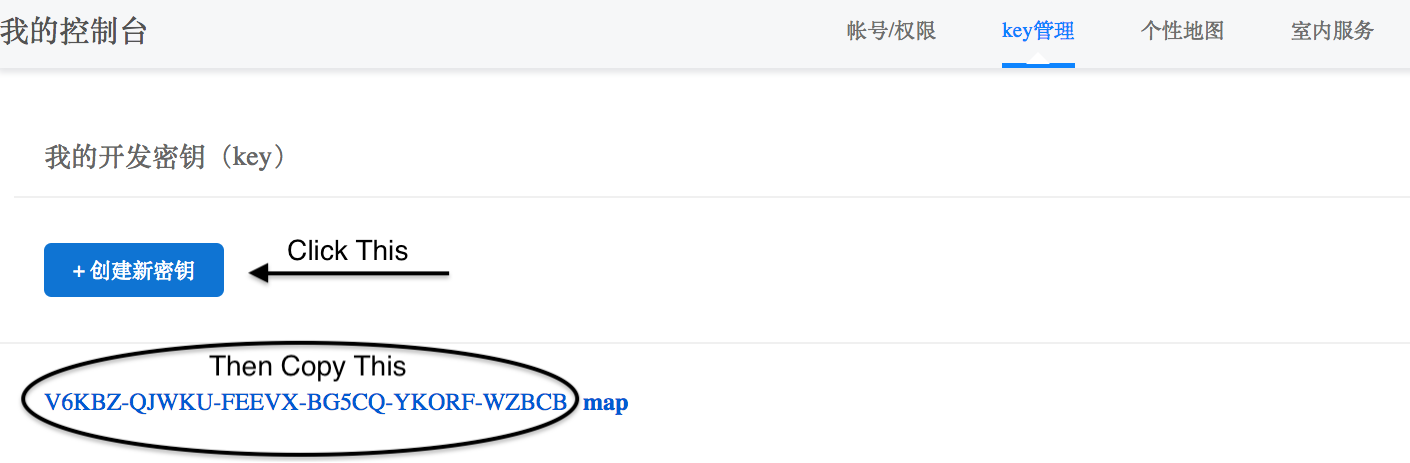 我的控制台 帐号/权限 key管理 个性地图 室内服务
我的开发密钥（key）
+ 创建新密钥 Click This
Then Copy This
V6KBZ-QJWKU-FEEVX-BG5CQ-YKORF-WZBCB map